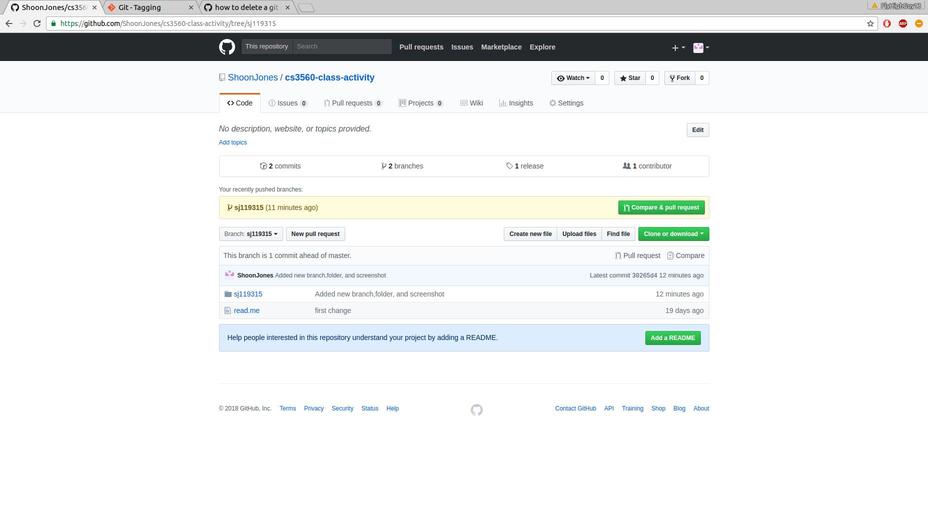 ShoonJones/cs356
Git - Tagging
how to delete a git
https://github.com/ShoonJones/cs3560-class-activity/tree/sj119315
This repository Search Pull requests Issues Marketplace Explore
ShoonJones / cs3560-class-activity
Watch 0 Star 0 Fork 0
Code Issues 0 Pull requests 0 Projects 0 Wiki Insights Settings
No description, website, or topics provided. Edit
Add topics
2 commits 2 branches 1 release 1 contributor
Your recently pushed branches:
sj119315 (11 minutes ago) Compare & pull request
Branch: sj119315 New pull request Create new file Upload files Find file Clone or download
This branch is 1 commit ahead of master. Pull request Compare
ShoonJones Added new branch,folder, and screenshot Latest commit 30265d4 12 minutes ago
sj119315 Added new branch,folder, and screenshot 12 minutes ago
read.me first change 19 days ago
Help people interested in this repository understand your project by adding a README. Add a README
© 2018 GitHub, Inc. Terms Privacy Security Status Help Contact GitHub API Training Shop Blog About